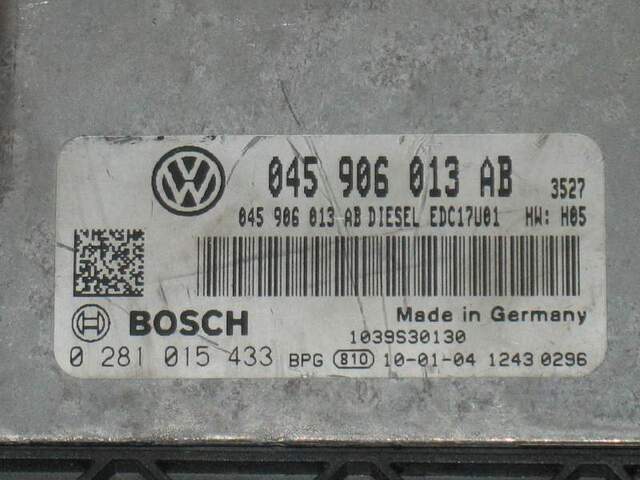 045 906 013 AB 3527
045 906 013 AB DIESEL EDC17U01 HW: H05
Made in Germany
BOSCH
1039S30130
0 281 015 433 BPG 810 10-01-04 1243 0296